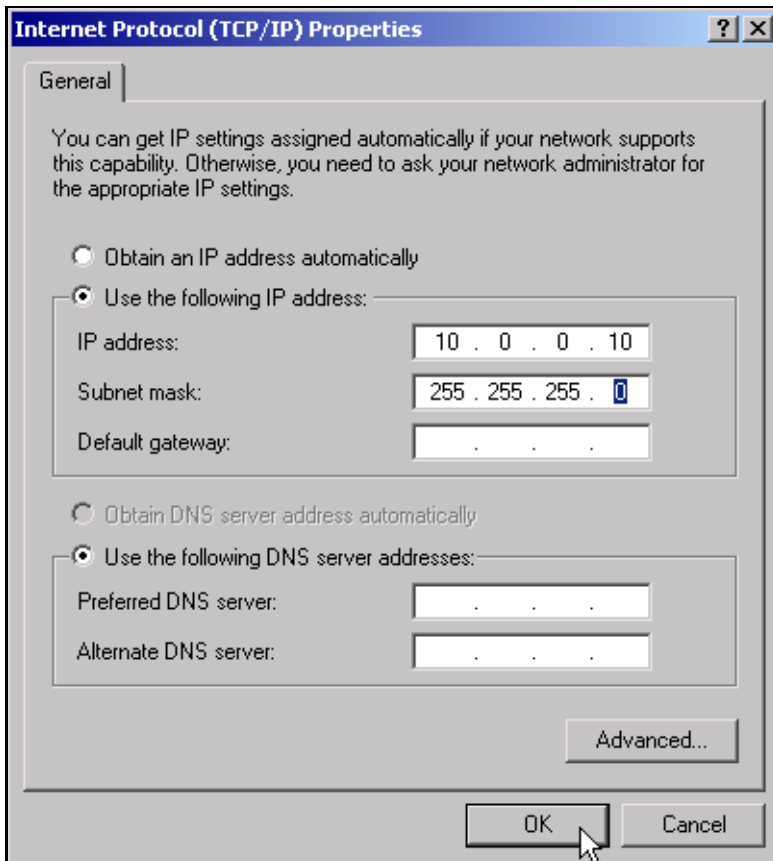 Internet Protocol (TCP/IP) Properties
General
You can get IP settings assigned automatically if your network supports
this capability. Otherwise, you need to ask your network administrator for
the appropriate IP settings.
Obtain an IP address automatically
Use the following IP address:
IP address: 10 . 0 . 0 . 10
Subnet mask: 255 . 255 . 255 . 0
Default gateway: . . .
Obtain DNS server address automatically
Use the following DNS server addresses:
Preferred DNS server: . . .
Alternate DNS server: . . .
Advanced...
OK Cancel